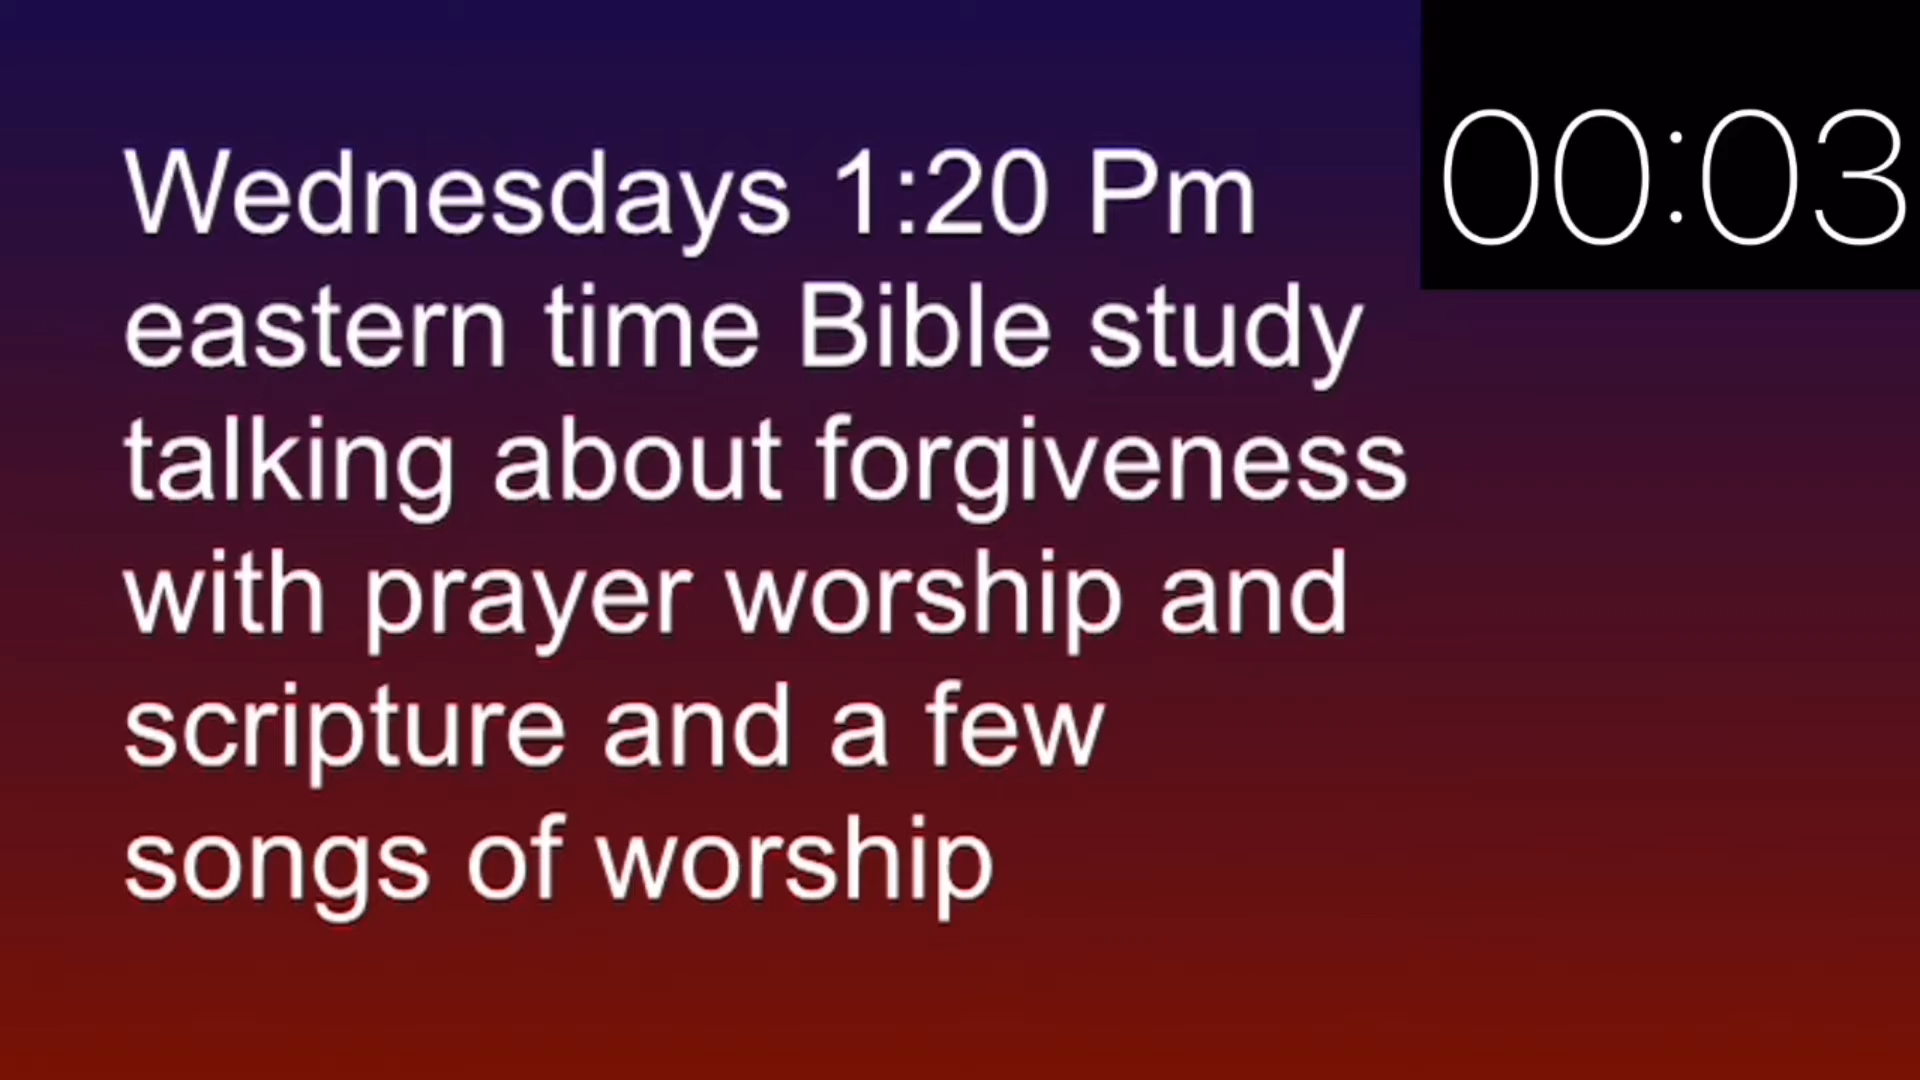 Wednesdays 1:20 Pm
eastern time Bible study
talking about forgiveness
with prayer worship and
scripture and a few
songs of worship
00:03